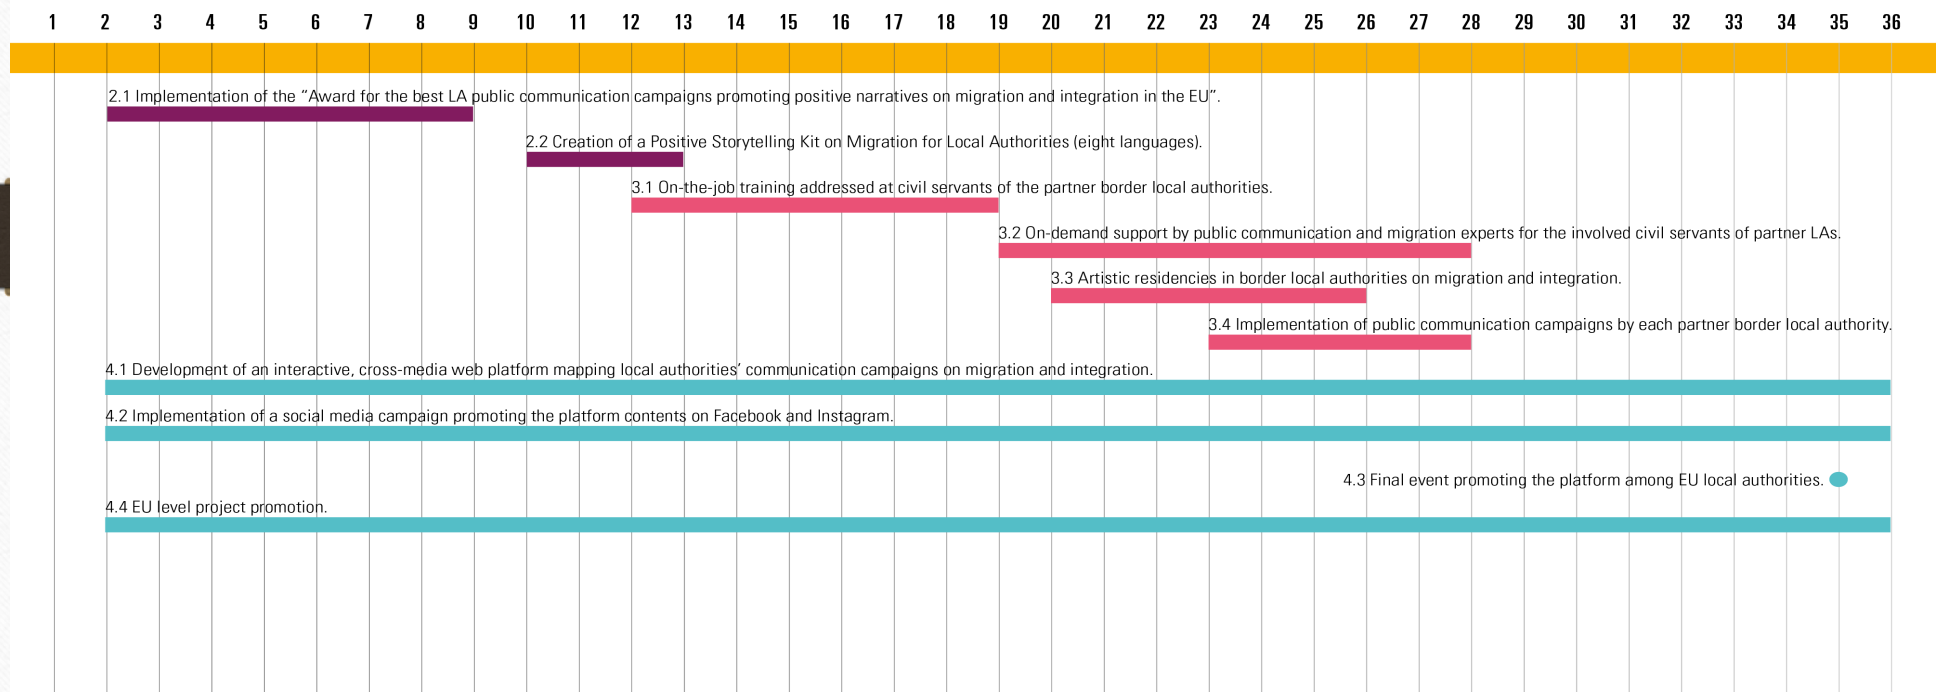 1 2 3 4 5 6 7 8 9 10 11 12 13 14 15 16 17 18 19 20 21 22 23 24 25 26 27 28 29 30 31 32 33 34 35 36
2.1 Implementation of the “Award for the best LA public communication campaigns promoting positive narratives on migration and integration in the EU”.
2.2 Creation of a Positive Storytelling Kit on Migration for Local Authorities (eight languages).
3.1 On-the-job training addressed at civil servants of the partner border local authorities.
3.2 On-demand support by public communication and migration experts for the involved civil servants of partner LAs.
3.3 Artistic residencies in border local authorities on migration and integration.
3.4 Implementation of public communication campaigns by each partner border local authority.
4.1 Development of an interactive, cross-media web platform mapping local authorities’ communication campaigns on migration and integration.
4.2 Implementation of a social media campaign promoting the platform contents on Facebook and Instagram.
4.3 Final event promoting the platform among EU local authorities.
4.4 EU level project promotion.